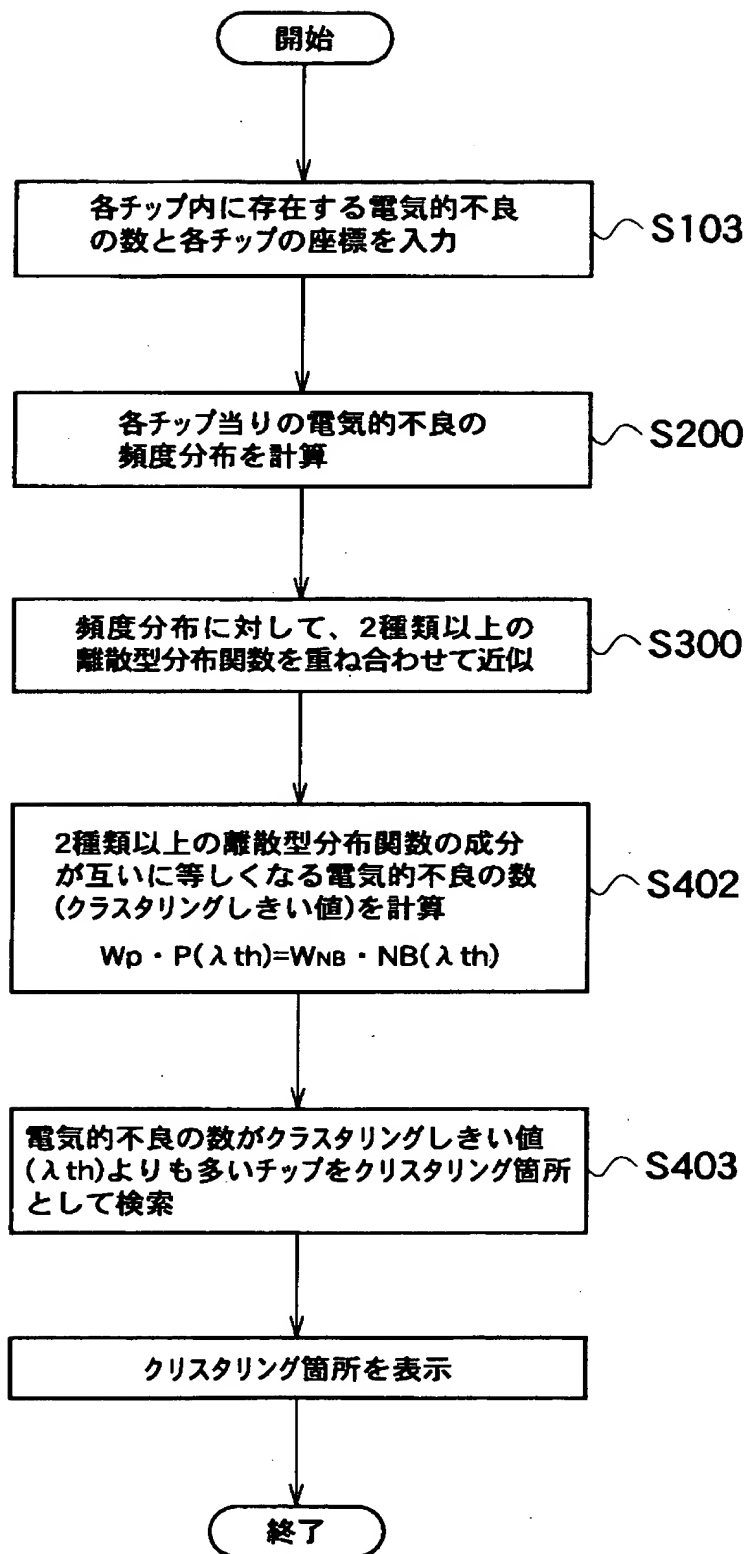 開始
各チップ内に存在する電気的不良
の数と各チップの座標を入力
S103
各チップ当りの電気的不良の
頻度分布を計算
S200
頻度分布に対して、2種類以上の
離散型分布関数を重ね合わせて近似
S300
2種類以上の離散型分布関数の成分
が互いに等しくなる電気的不良の数
(クラスタリングしきい値)を計算
Wp・P(λth)=WNB・NB(λth)
S402
電気的不良の数がクラスタリングしきい値
(λth)よりも多いチップをクリスタリング箇所
として検索
S403
クリスタリング箇所を表示
終了